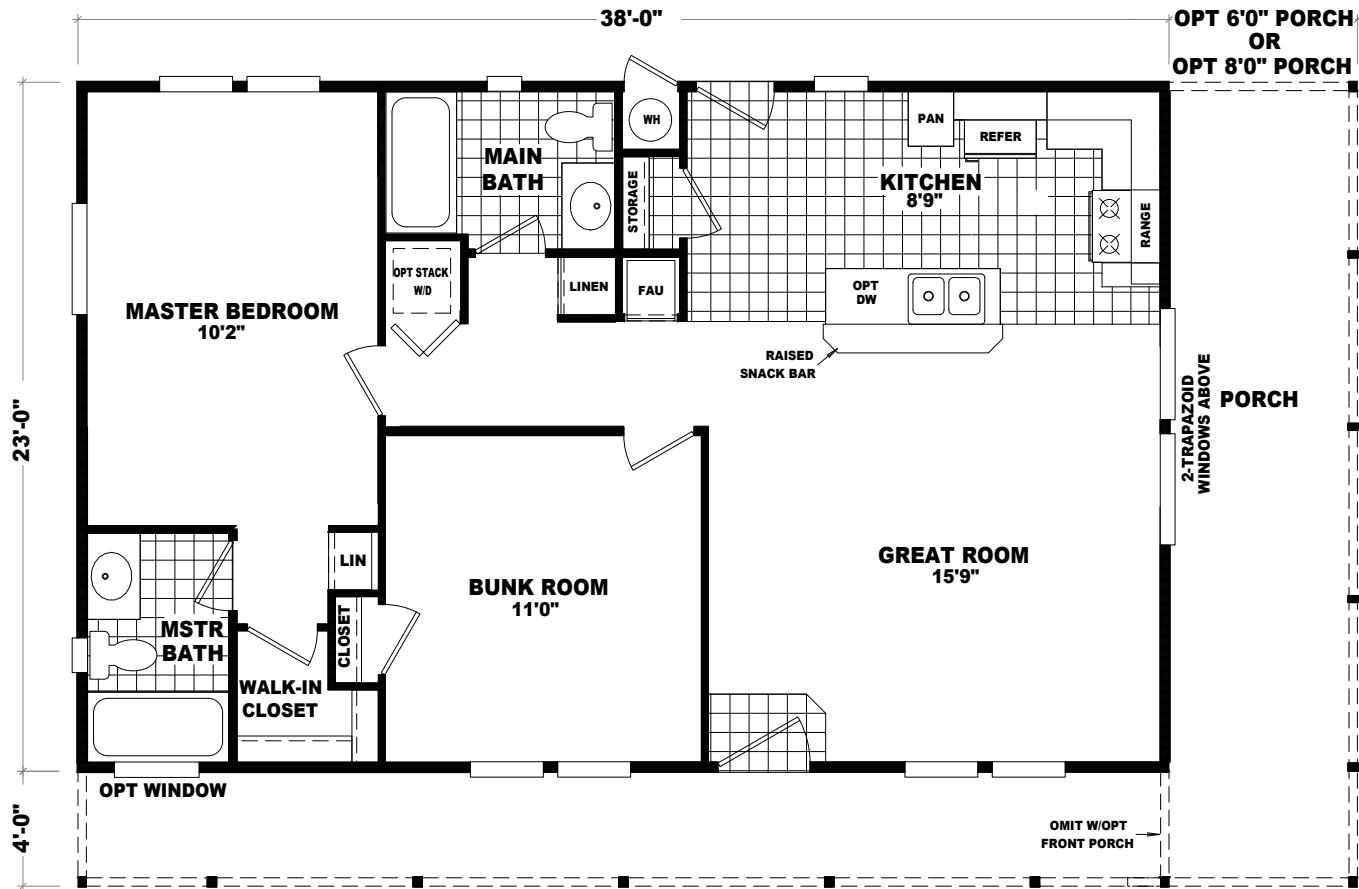 38'-0"
OPT 6'0" PORCH
OR
OPT 8'0" PORCH
WH
PAN
REFER
MAIN
BATH
STORAGE
KITCHEN
8'9"
RANGE
OPT STACK
W/D
LINEN
FAU
OPT
DW
MASTER BEDROOM
10'2"
RAISED
SNACK BAR
2-TRAPAZOID
WINDOWS ABOVE
PORCH
23'-0"
LIN
BUNK ROOM
11'0"
GREAT ROOM
15'9"
CLOSET
MSTR
BATH
WALK-IN
CLOSET
OPT WINDOW
4'-0"
OMIT W/OPT
FRONT PORCH